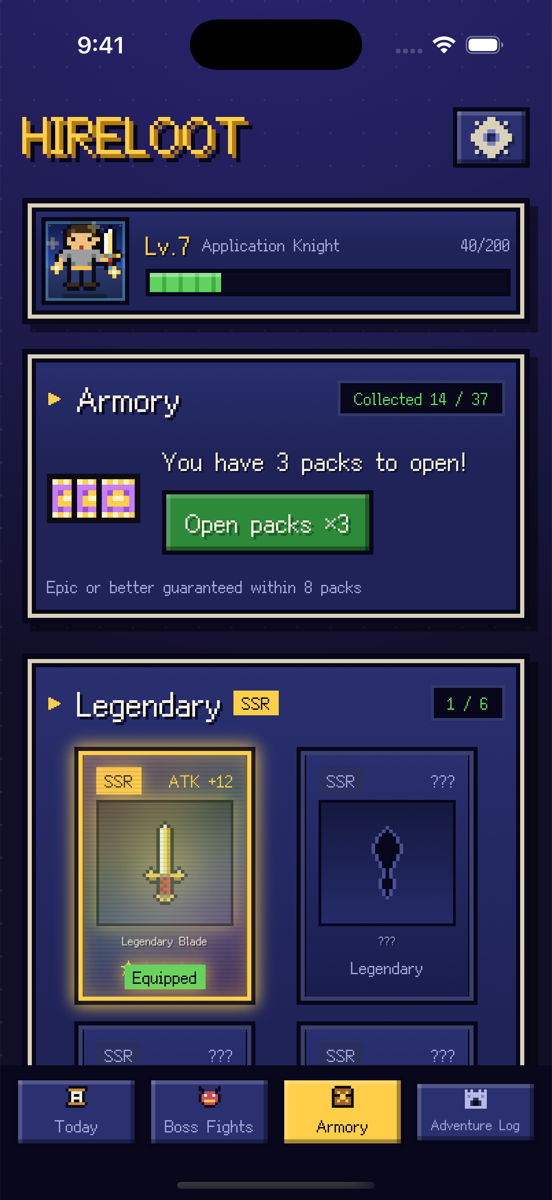 9:41
HIRELOOT
Lv.7 Application Knight 40/200
Armory Collected 14 / 37
You have 3 packs to open!
Open packs ×3
Epic or better guaranteed within 8 packs
Legendary SSR 1 / 6
SSR ATK +12
Legendary Blade
Equipped
SSR ???
???
Legendary
SSR ???
SSR ???
Today
Boss Fights
Armory
Adventure Log